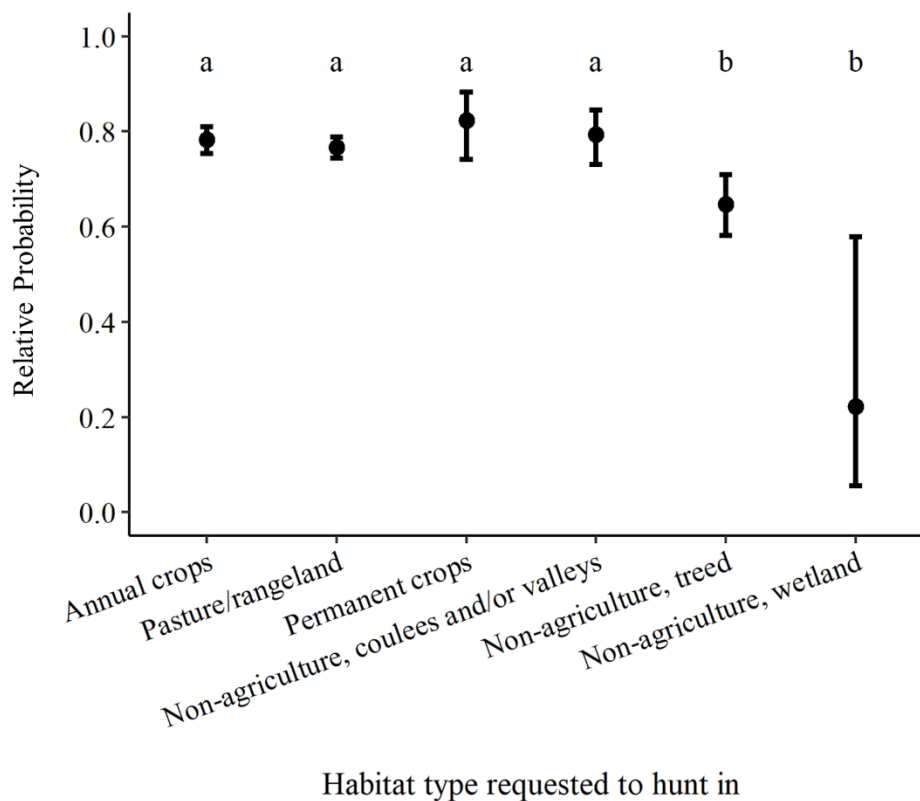 1.0
0.8
0.6
0.4
0.2
0.0
Relative Probability
a
a
a
a
b
b
Annual crops
Pasture/rangeland
Permanent crops
Non-agriculture, coulees and/or valleys
Non-agriculture, treed
Non-agriculture, wetland
Habitat type requested to hunt in